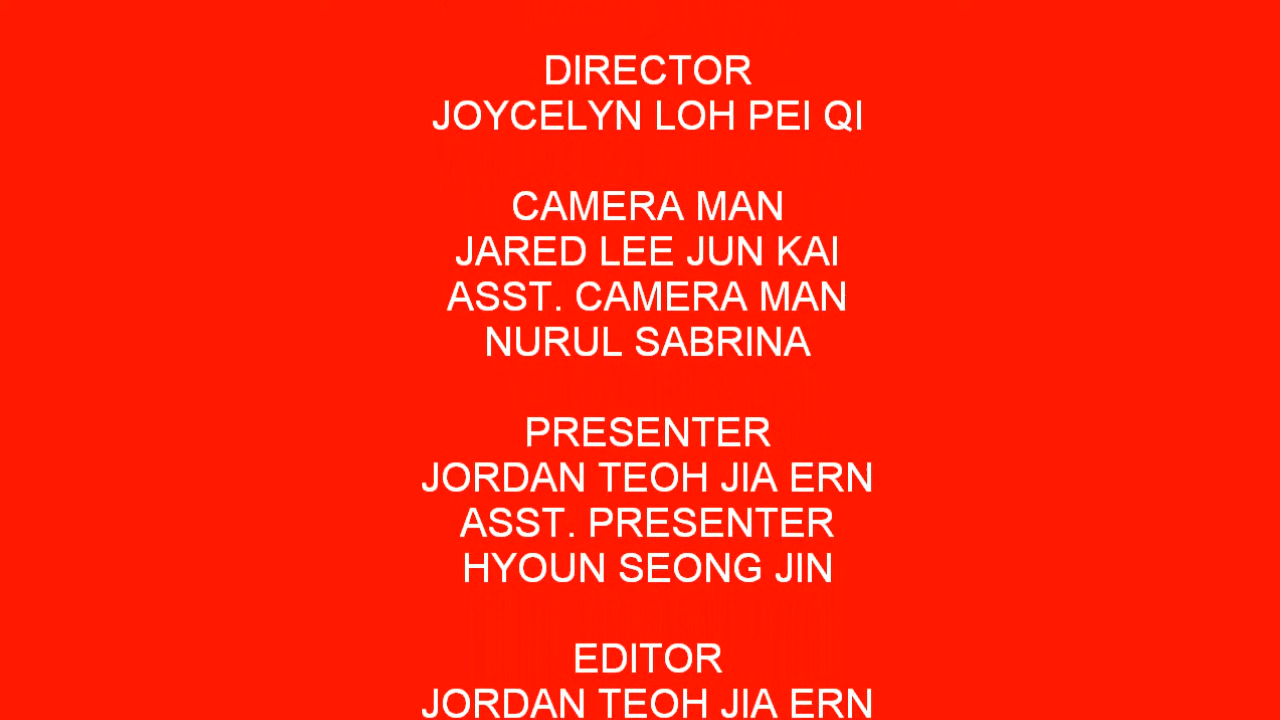 DIRECTOR
JOYCELYN LOH PEI QI
CAMERA MAN
JARED LEE JUN KAI
ASST. CAMERA MAN
NURUL SABRINA
PRESENTER
JORDAN TEOH JIA ERN
ASST. PRESENTER
HYOUN SEONG JIN
EDITOR
JORDAN TEOH JIA ERN